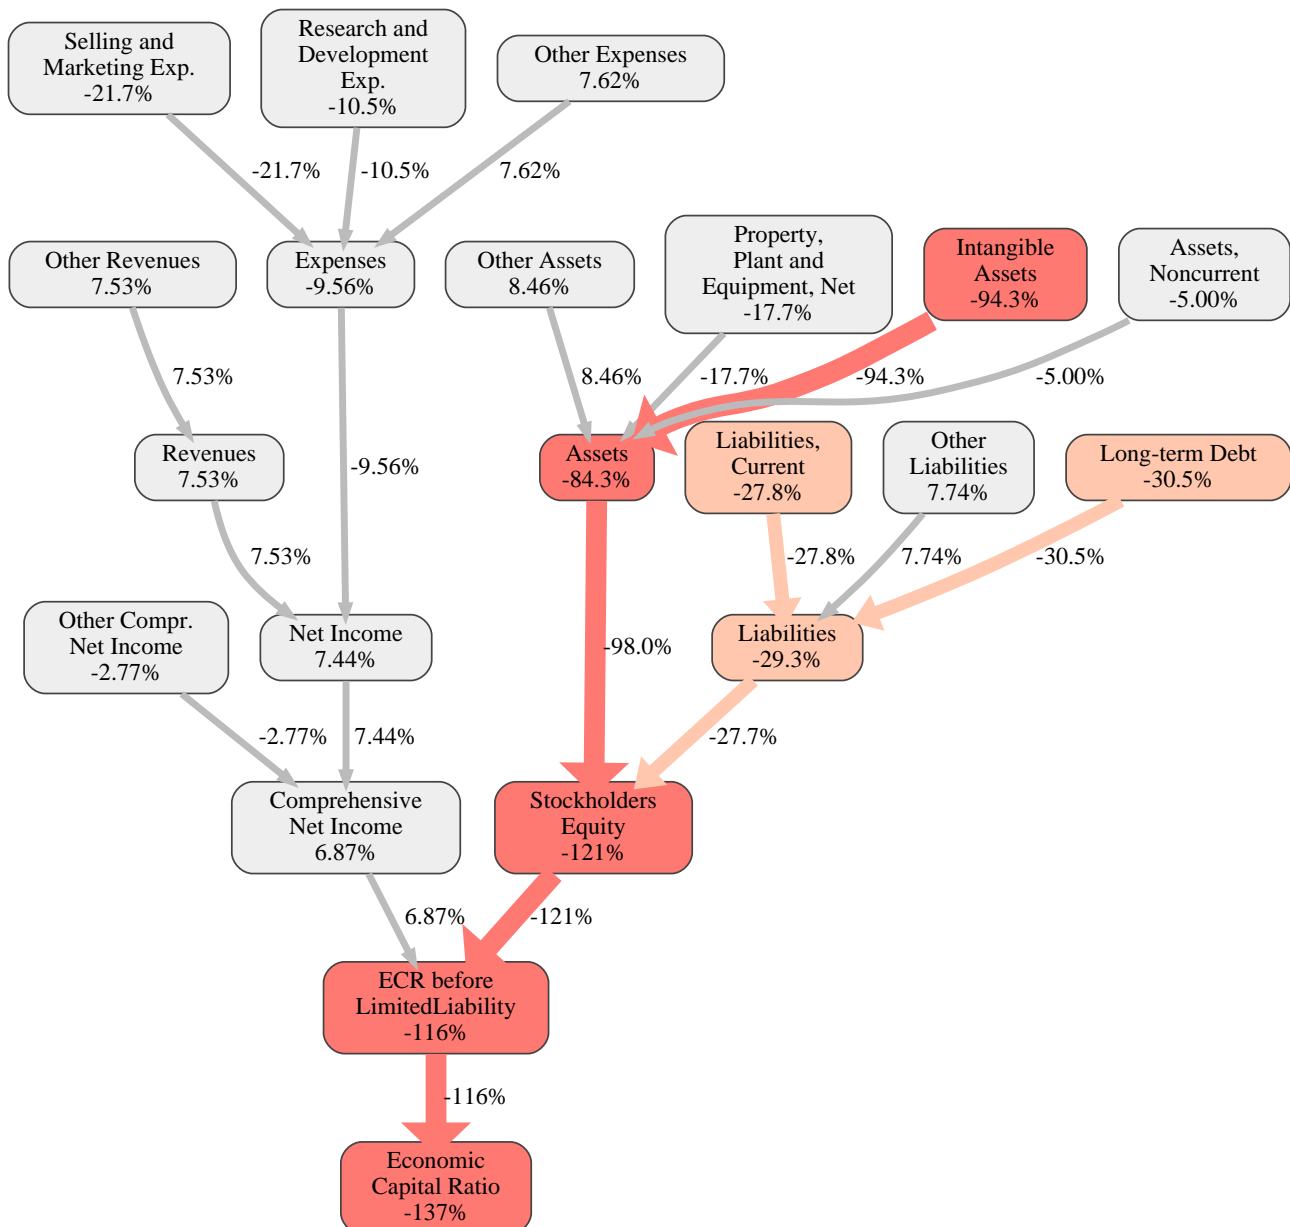 Selling and
Marketing Exp.
-21.7%
Research and
Development
Exp.
-10.5%
Other Expenses
7.62%
-21.7%
-10.5%
7.62%
Other Revenues
7.53%
Expenses
-9.56%
Other Assets
8.46%
Property,
Plant and
Equipment, Net
-17.7%
Intangible
Assets
-94.3%
Assets,
Noncurrent
-5.00%
7.53%
8.46%
-17.7%
-94.3%
-5.00%
Revenues
7.53%
-9.56%
Assets
-84.3%
Liabilities,
Current
-27.8%
Other
Liabilities
7.74%
Long-term Debt
-30.5%
7.53%
-27.8%
7.74%
-30.5%
Other Compr.
Net Income
-2.77%
Net Income
7.44%
-98.0%
Liabilities
-29.3%
-2.77%
7.44%
-27.7%
Comprehensive
Net Income
6.87%
Stockholders
Equity
-121%
6.87%
-121%
ECR before
LimitedLiability
-116%
-116%
Economic
Capital Ratio
-137%